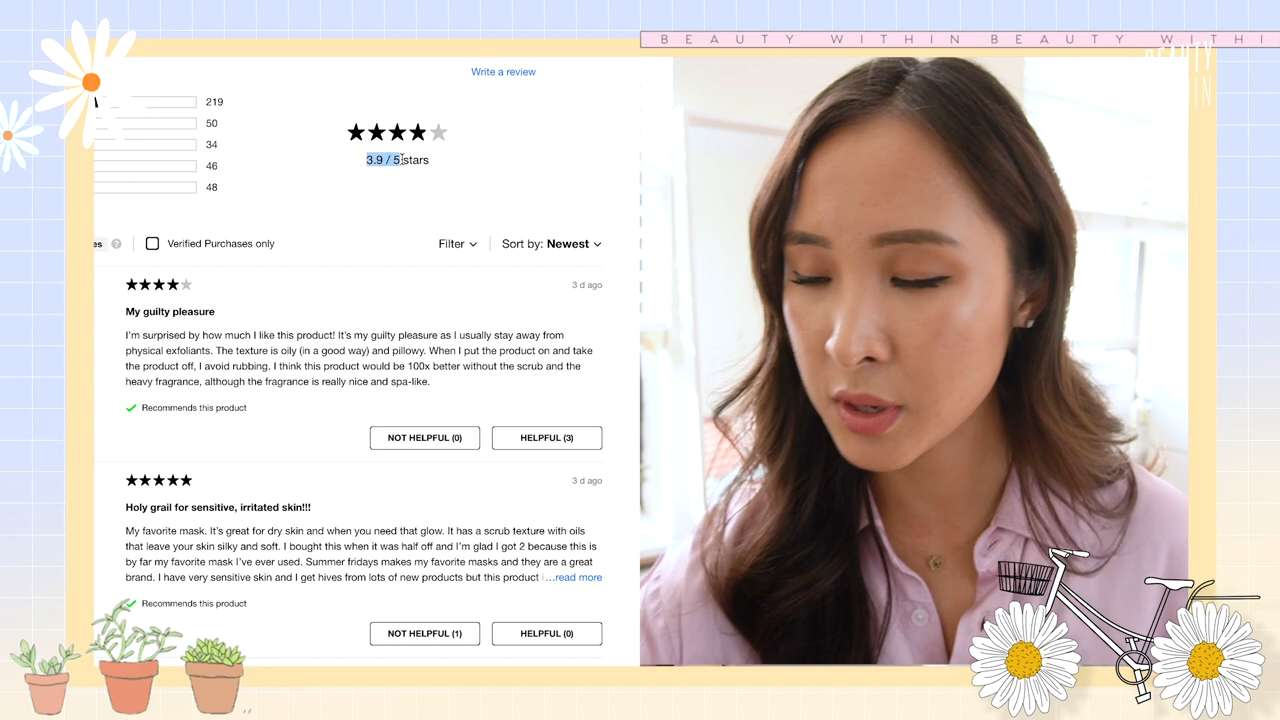 BEAUTY WITHIN BEAUTY WITHI
BEAUTY
IN
Write a review
219
50
34
46
48
3.9 / 5 stars
es ? Verified Purchases only Filter Sort by: Newest
3 d ago
My guilty pleasure
I'm surprised by how much I like this product! It's my guilty pleasure as I usually stay away from
physical exfoliants. The texture is oily (in a good way) and pillowy. When I put the product on and take
the product off, I avoid rubbing. I think this product would be 100x better without the scrub and the
heavy fragrance, although the fragrance is really nice and spa-like.
Recommends this product
NOT HELPFUL (0) HELPFUL (3)
3 d ago
Holy grail for sensitive, irritated skin!!!
My favorite mask. It's great for dry skin and when you need that glow. It has a scrub texture with oils
that leave your skin silky and soft. I bought this when it was half off and I'm glad I got 2 because this is
by far my favorite mask I've ever used. Summer fridays makes my favorite masks and they are a great
brand. I have very sensitive skin and I get hives from lots of new products but this product ...read more
Recommends this product
NOT HELPFUL (1) HELPFUL (0)